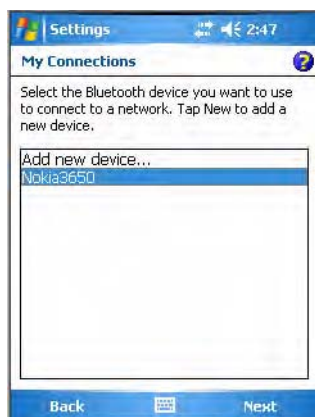 Settings 2:47
My Connections
Select the Bluetooth device you want to use
to connect to a network. Tap New to add a
new device.
Add new device...
Nokia3650
Back Next